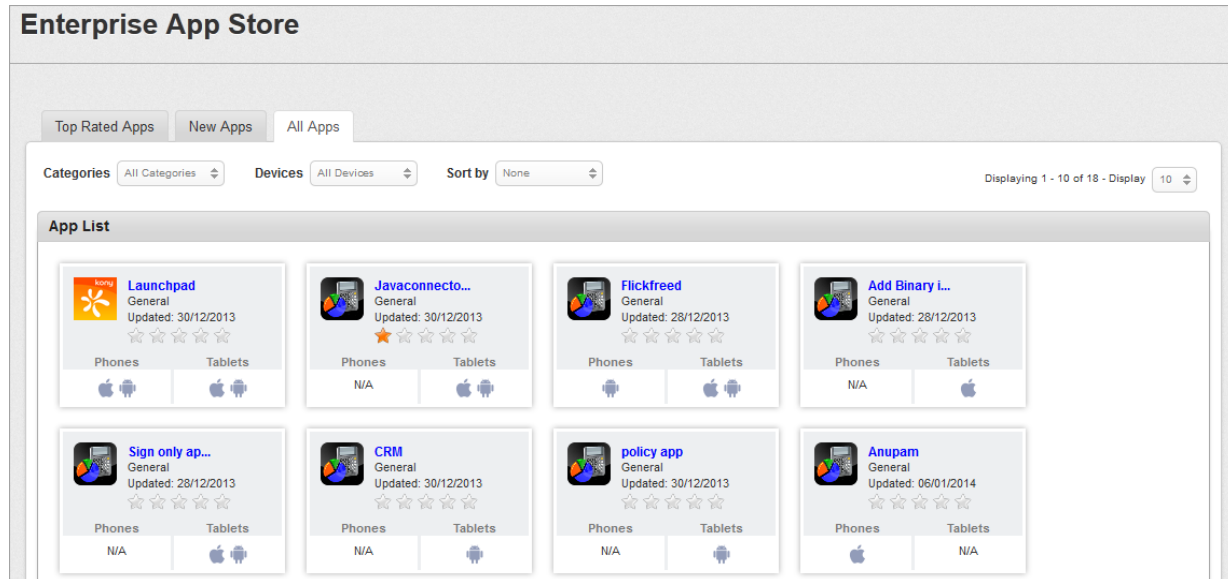 Enterprise App Store
Top Rated Apps New Apps All Apps
Categories All Categories Devices All Devices Sort by None Displaying 1 - 10 of 18 - Display 10
App List
kony
Launchpad
General
Updated: 30/12/2013
Phones Tablets
Javaconnecto...
General
Updated: 30/12/2013
Phones Tablets
N/A
Flickfreed
General
Updated: 28/12/2013
Phones Tablets
Add Binary i...
General
Updated: 28/12/2013
Phones Tablets
N/A
Sign only ap...
General
Updated: 28/12/2013
Phones Tablets
N/A
CRM
General
Updated: 30/12/2013
Phones Tablets
N/A
policy app
General
Updated: 30/12/2013
Phones Tablets
N/A
Anupam
General
Updated: 06/01/2014
Phones Tablets
N/A